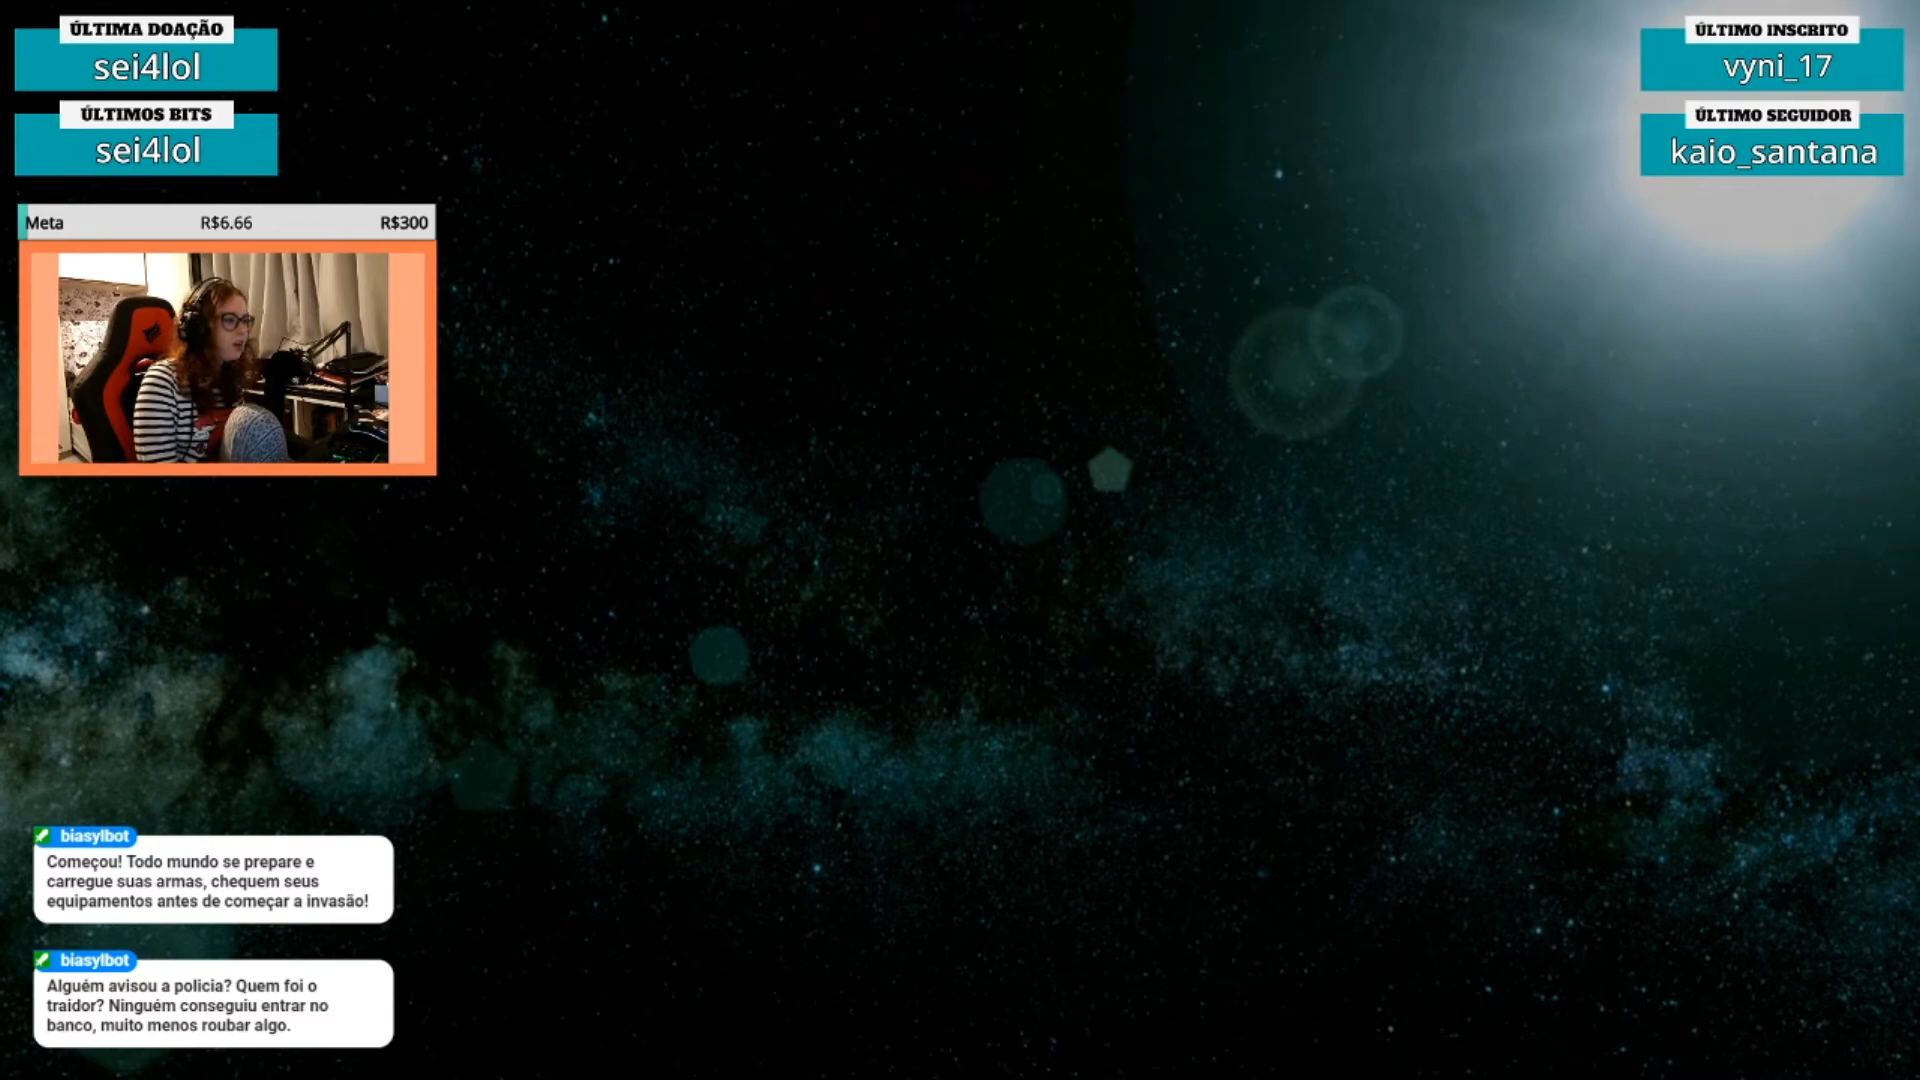 ÚLTIMA DOAÇÃO
sei4lol
ÚLTIMOS BITS
sei4lol
ÚLTIMO INSCRITO
vyni_17
ÚLTIMO SEGUIDOR
kaio_santana
Meta R$6.66 R$300
biasylbot
Começou! Todo mundo se prepare e
carregue suas armas, chequem seus
equipamentos antes de começar a invasão!
biasylbot
Alguém avisou a policia? Quem foi o
traidor? Ninguém conseguiu entrar no
banco, muito menos roubar algo.